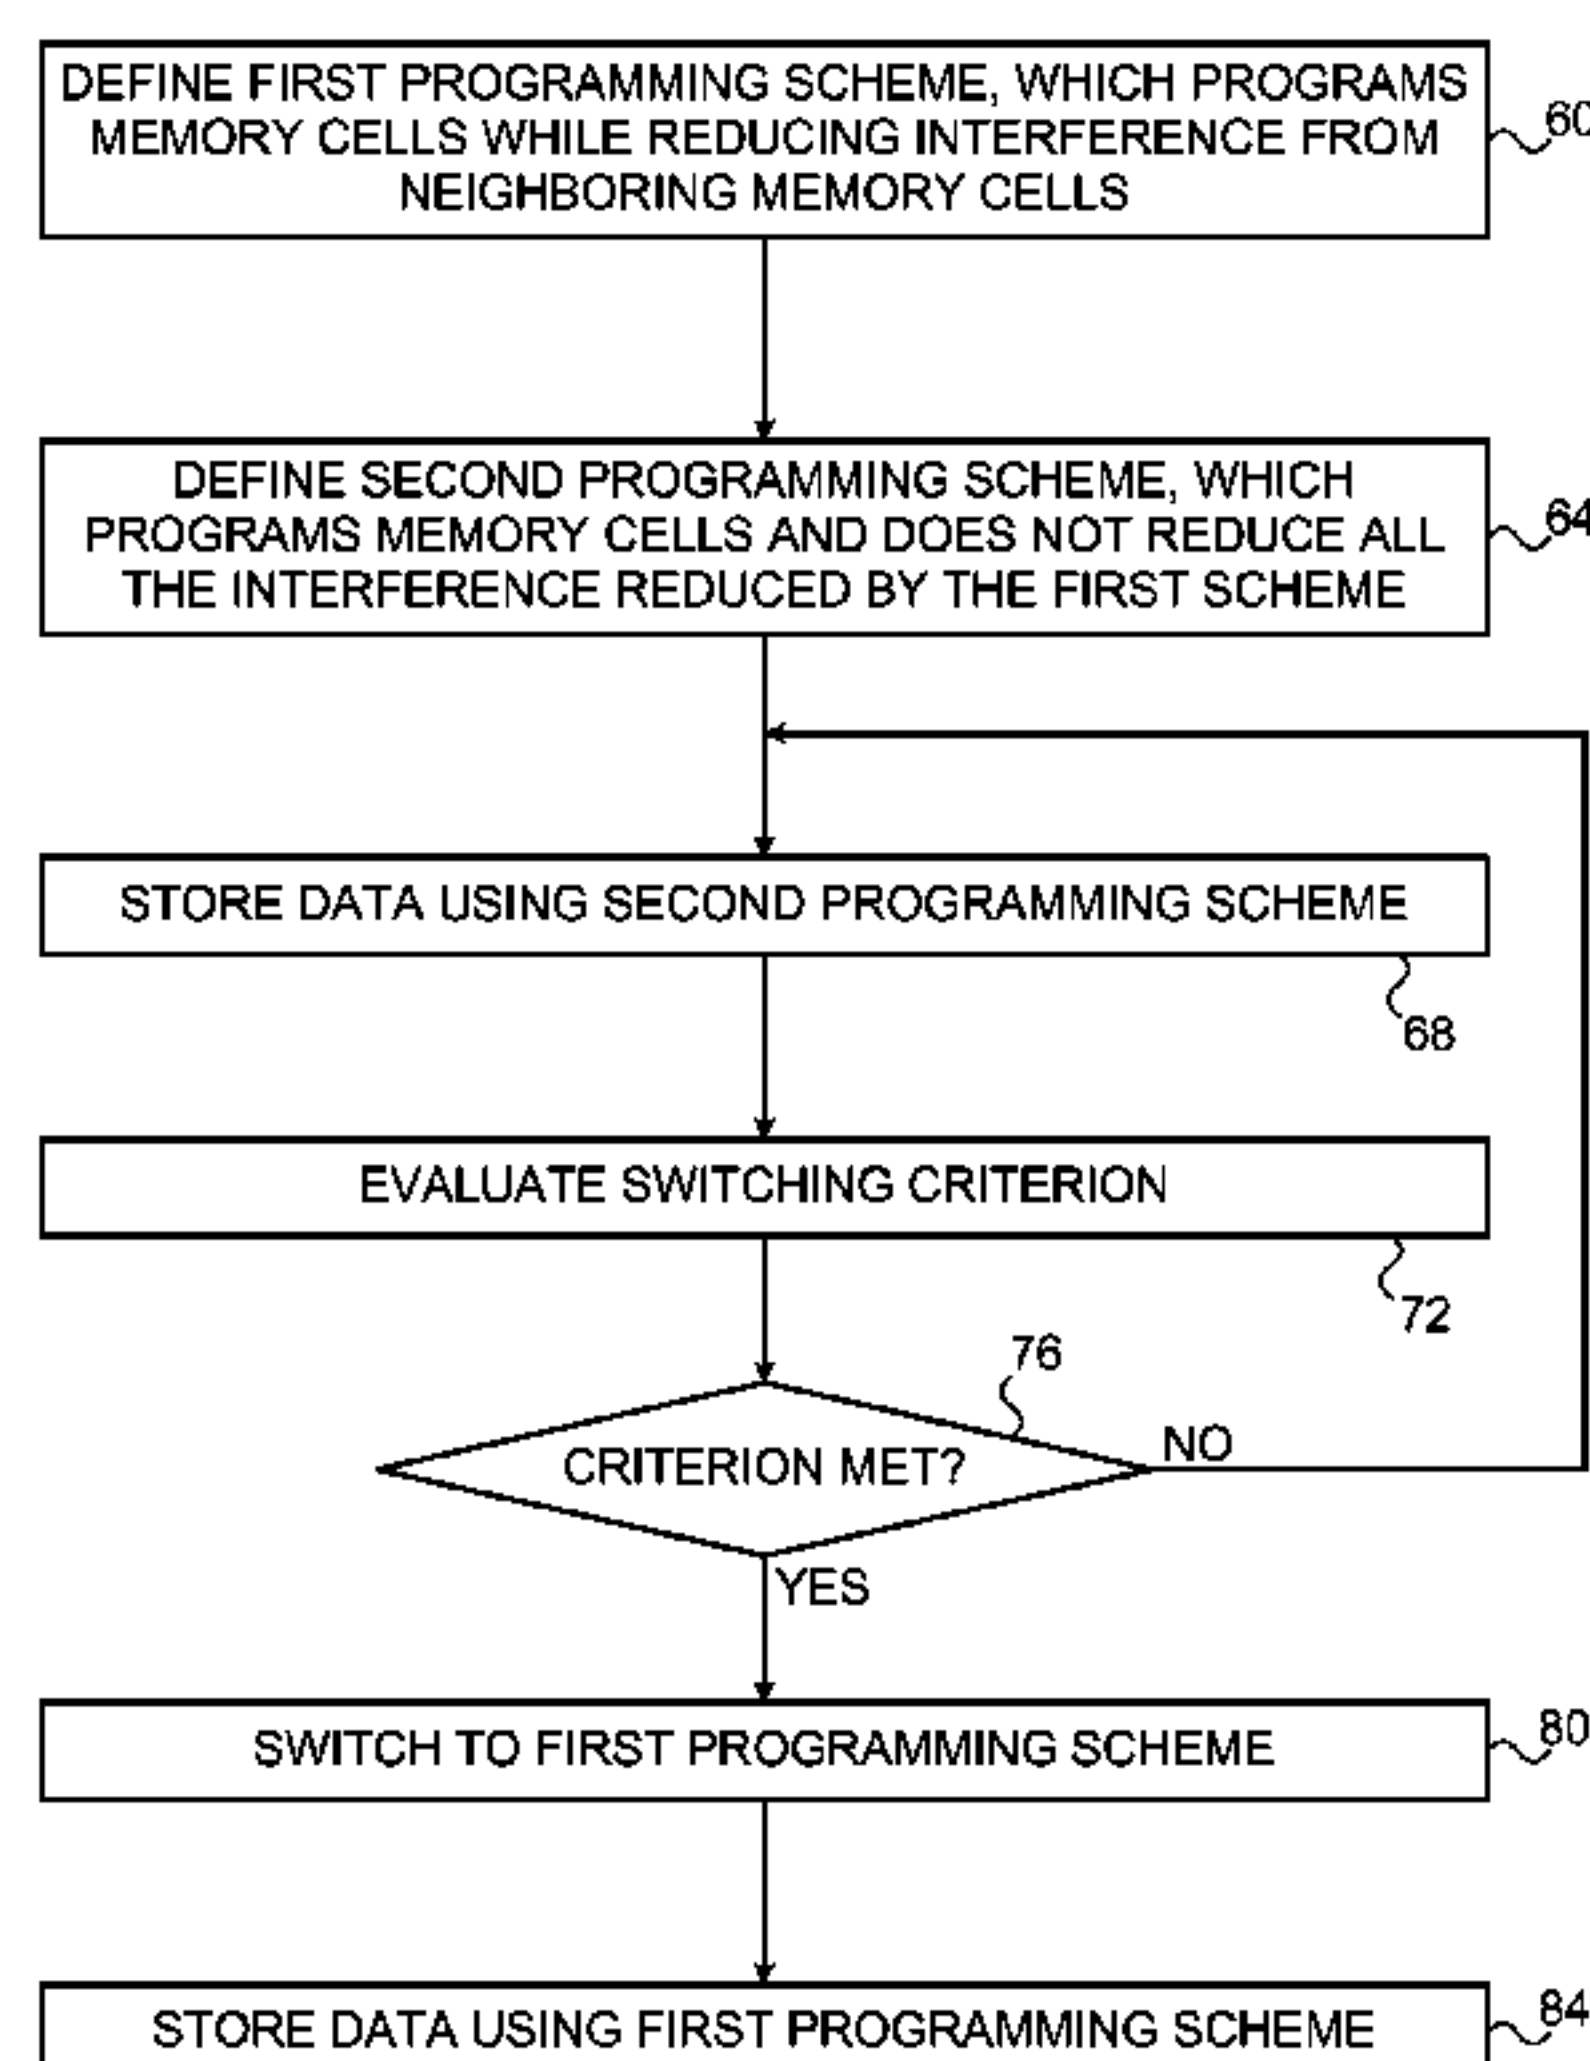 DEFINE FIRST PROGRAMMING SCHEME, WHICH PROGRAMS
MEMORY CELLS WHILE REDUCING INTERFERENCE FROM
NEIGHBORING MEMORY CELLS
60
DEFINE SECOND PROGRAMMING SCHEME, WHICH
PROGRAMS MEMORY CELLS AND DOES NOT REDUCE ALL
THE INTERFERENCE REDUCED BY THE FIRST SCHEME
64
STORE DATA USING SECOND PROGRAMMING SCHEME
68
EVALUATE SWITCHING CRITERION
72
76
CRITERION MET?
NO
YES
SWITCH TO FIRST PROGRAMMING SCHEME
80
STORE DATA USING FIRST PROGRAMMING SCHEME
84